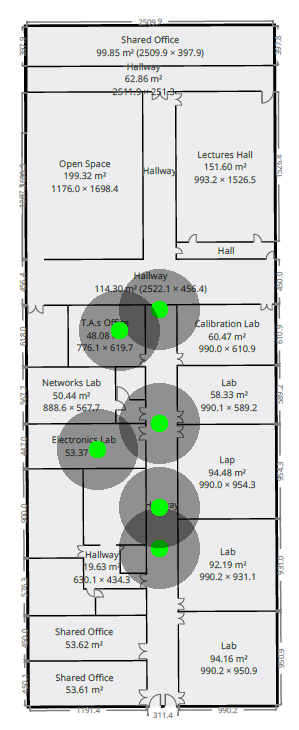 2509.9
397.9
397.8
Shared Office
99.85 m² (2509.9 × 397.9)
Hallway
62.86 m²
2511.9 × 251.3
Open Space
199.32 m²
1176.0 × 1698.4
Hallway
Lectures Hall
151.60 m²
993.2 × 1526.5
1526.4
Hall
Hallway
114.30 m² (2522.1 × 456.4)
456.4
450.0
T.A.s Office
48.08
776.1 × 619.7
618.0
Calibration Lab
60.47 m²
990.0 × 610.9
610.9
Networks Lab
50.44 m²
888.6 × 567.7
567.7
Lab
58.33 m²
990.1 × 589.2
589.2
Electronics Lab
53.37
447.0
Lap
94.48 m²
990.0 × 954.3
954.3
900.0
Hallway
19.63 m²
630.1 × 434.3
576.3
Lab
92.19 m²
990.2 × 931.1
931.0
Shared Office
53.62 m²
450.0
Lab
94.16 m²
990.2 × 950.9
950.9
Shared Office
53.61 m²
450.1
1191.4
311.4
990.2